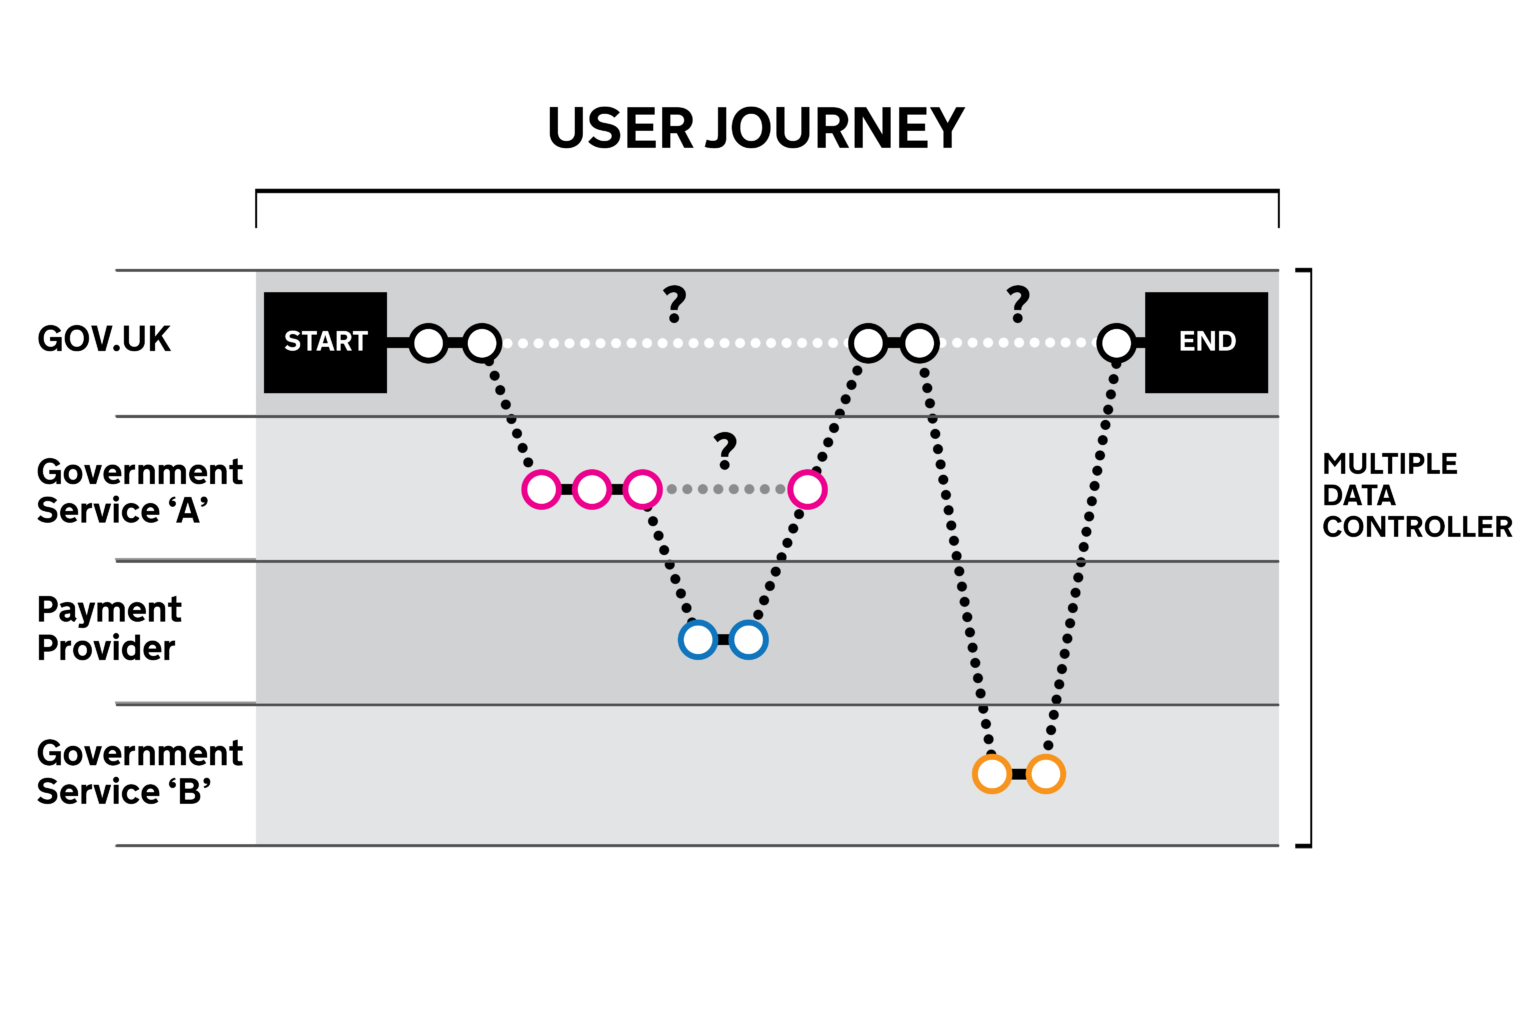 USER JOURNEY
GOV.UK
START
?
?
END
Government
Service ‘A’
?
MULTIPLE
DATA
CONTROLLER
Payment
Provider
Government
Service ‘B’